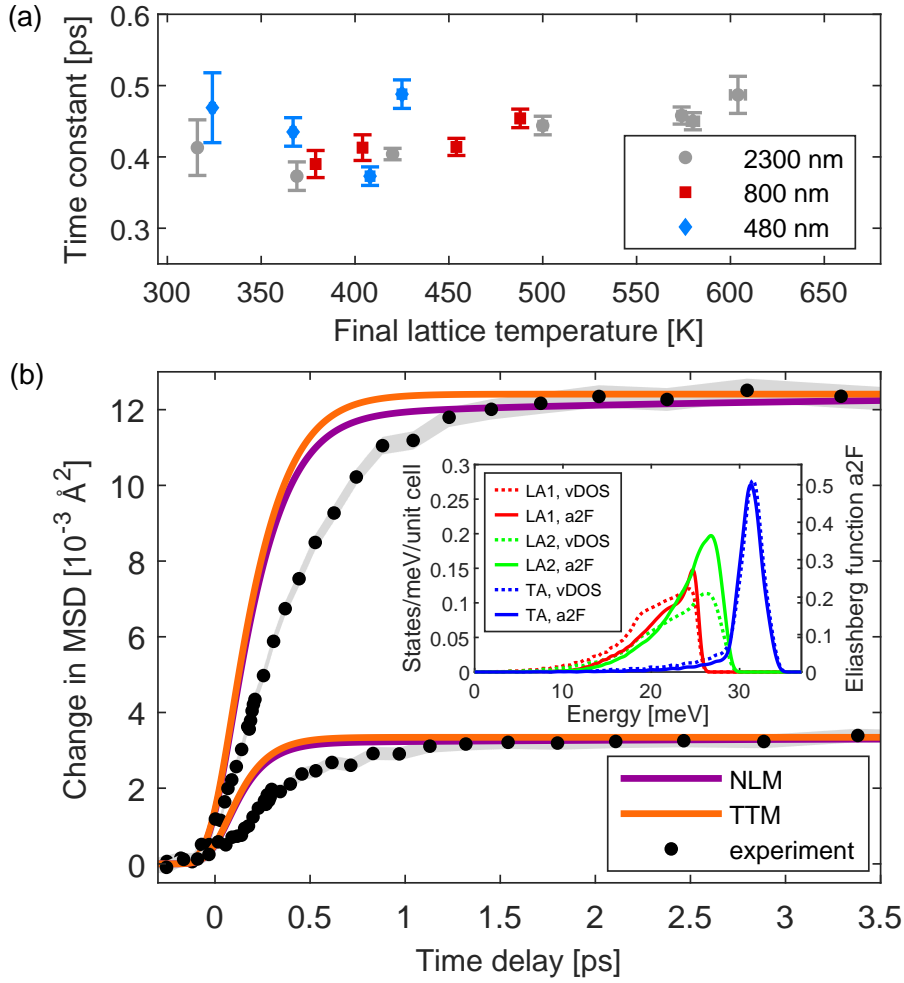 (a)
0.6
0.5
0.4
0.3
Time constant [ps]
300 350 400 450 500 550 600 650
Final lattice temperature [K]
2300 nm
800 nm
480 nm
(b)
12
10
8
6
4
2
0
Change in MSD [10⁻³ Å²]
0 0.5 1 1.5 2 2.5 3 3.5
Time delay [ps]
0.3
0.25
0.2
0.15
0.1
0.05
0
States/meV/unit cell
LA1, vDOS
LA1, a2F
LA2, vDOS
LA2, a2F
TA, vDOS
TA, a2F
0.5
0.4
0.3
0.2
0.1
0
Eliashberg function a2F
0 10 20 30
Energy [meV]
NLM
TTM
experiment